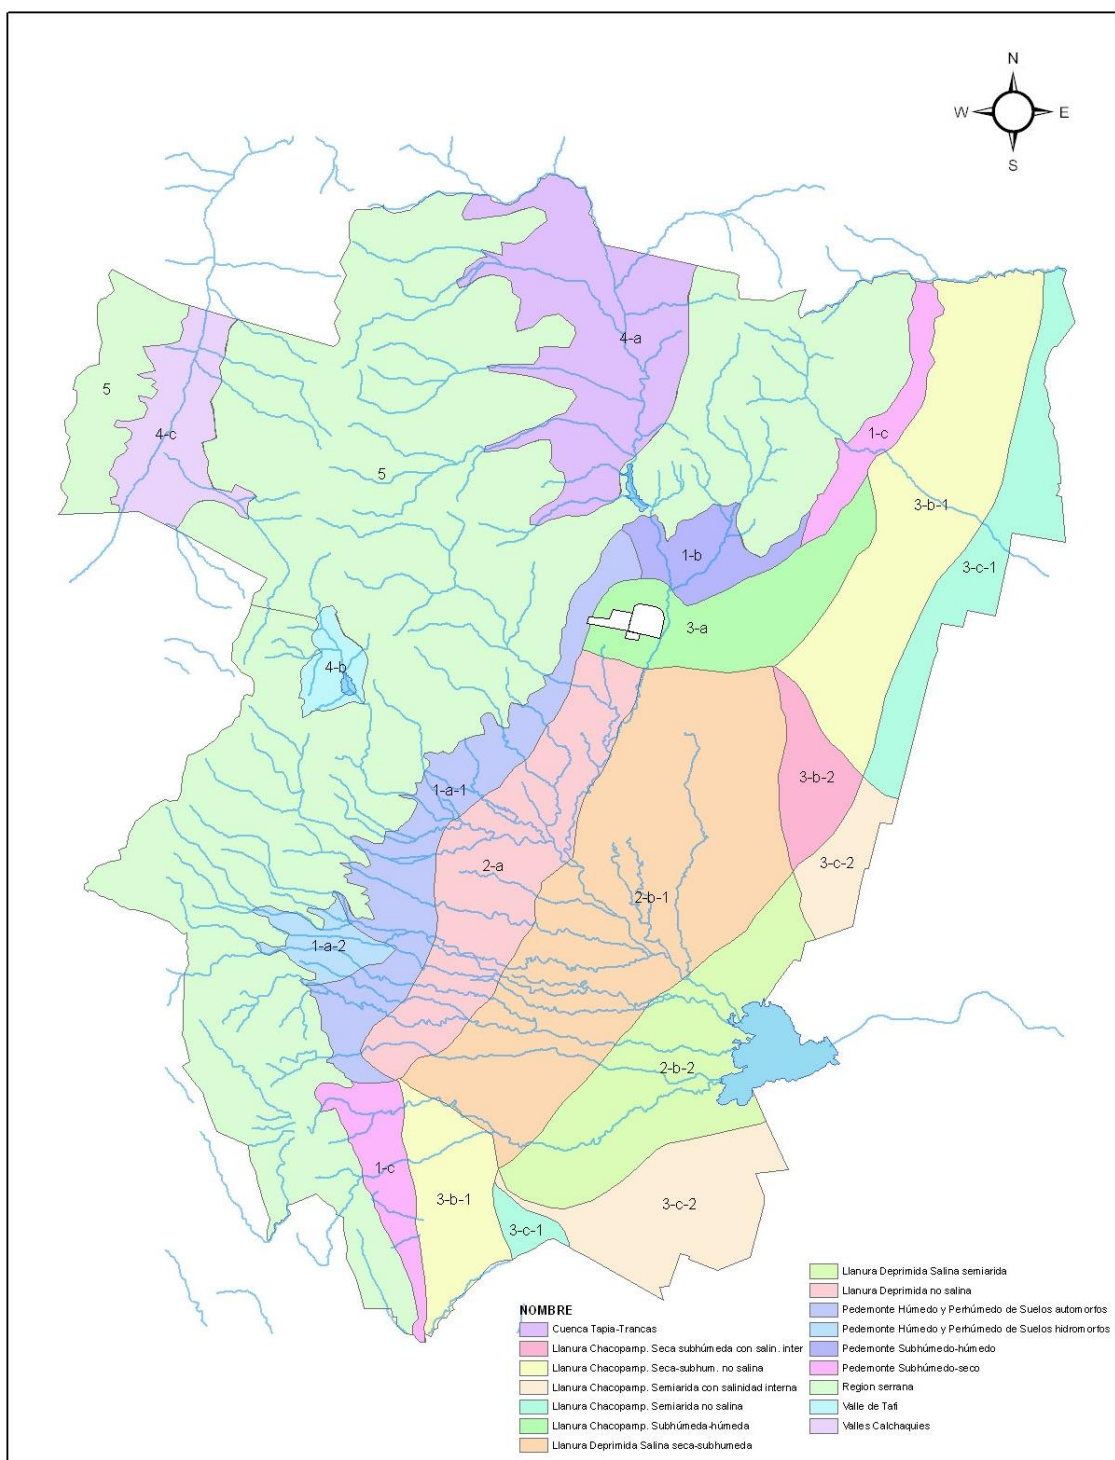 N
W E
S
4-a
5
4-c
5
1-c
3-b-1
1-b
3-c-1
3-a
4-b
3-b-2
1-a-1
2-a
3-c-2
2-b-1
1-a-2
2-b-2
1-c
3-b-1
3-c-2
3-c-1
NOMBRE
Cuenca Tapia-Trancas
Llanura Chacopamp. Seca subhúmeda con salin. inter
Llanura Chacopamp. Seca-subhum. no salina
Llanura Chacopamp. Semiarida con salinidad interna
Llanura Chacopamp. Semiarida no salina
Llanura Chacopamp. Subhúmeda-húmeda
Llanura Deprimida Salina seca-subhumeda
Llanura Deprimida Salina semiarida
Llanura Deprimida no salina
Pedemonte Húmedo y Perhúmedo de Suelos automorfos
Pedemonte Húmedo y Perhúmedo de Suelos hidromorfos
Pedemonte Subhúmedo-húmedo
Pedemonte Subhúmedo-seco
Region serrana
Valle de Tafi
Valles Calchaquies